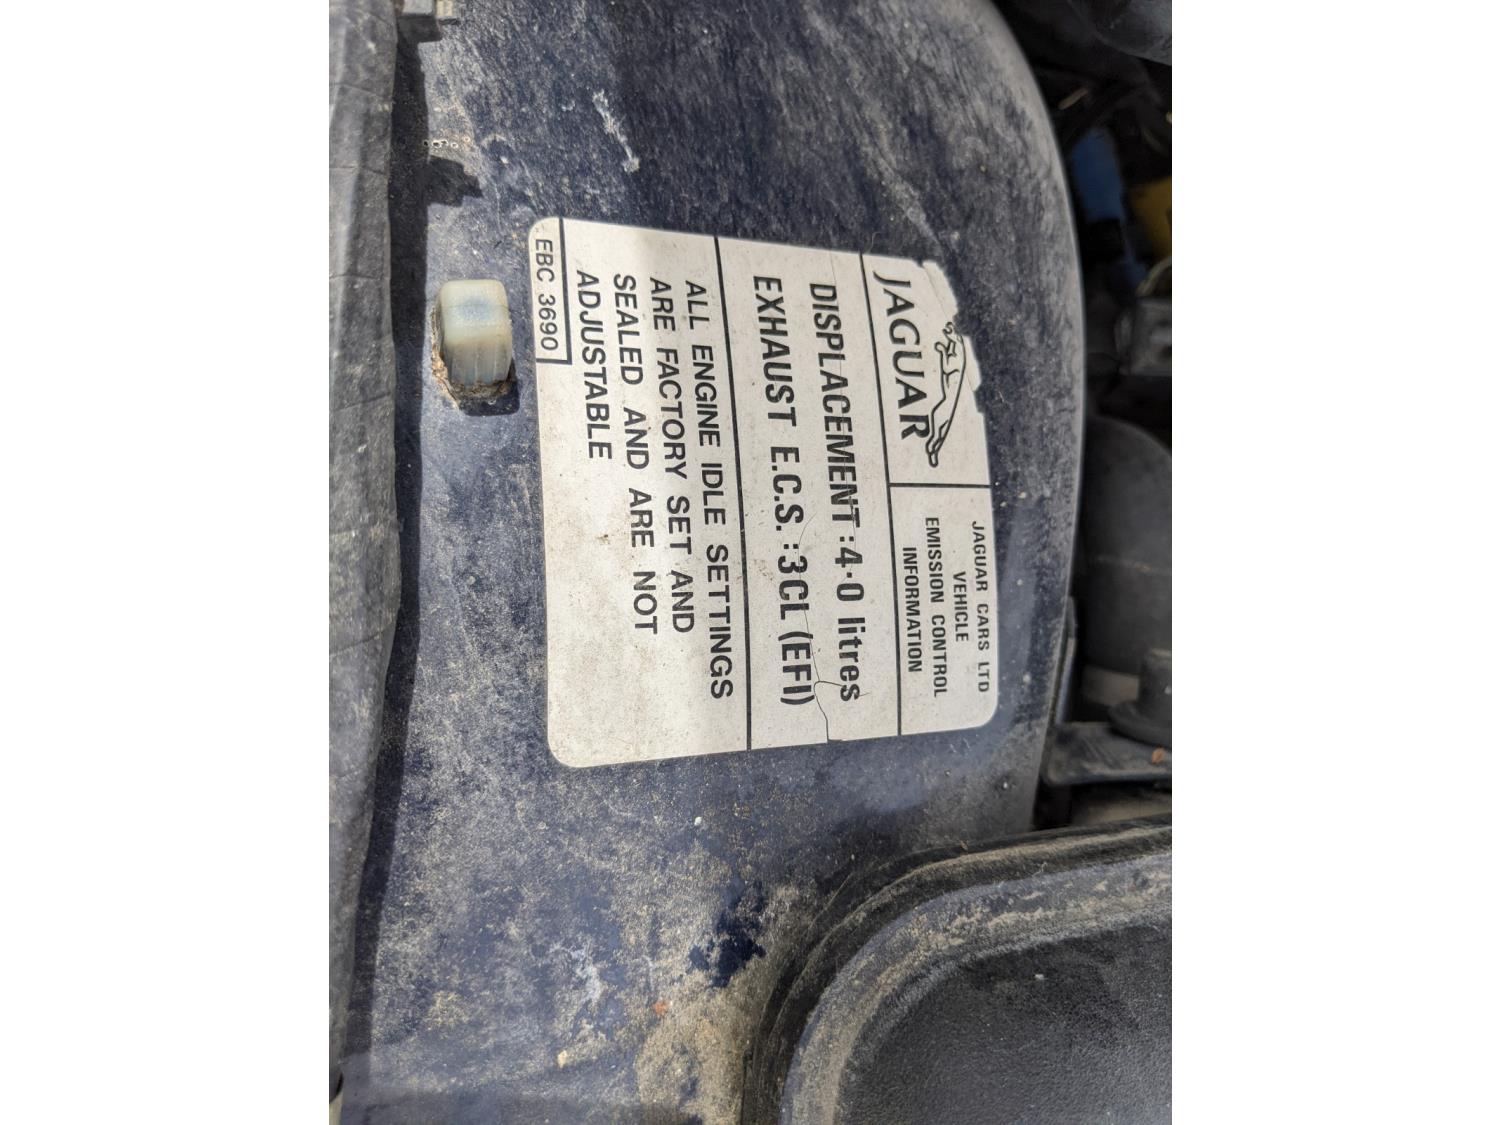 JAGUAR
JAGUAR CARS LTD
VEHICLE
EMISSION CONTROL
INFORMATION
DISPLACEMENT :4·0 litres
EXHAUST E.C.S. :3CL (EFI)
ALL ENGINE IDLE SETTINGS
ARE FACTORY SET AND
SEALED AND ARE NOT
ADJUSTABLE
EBC 3690